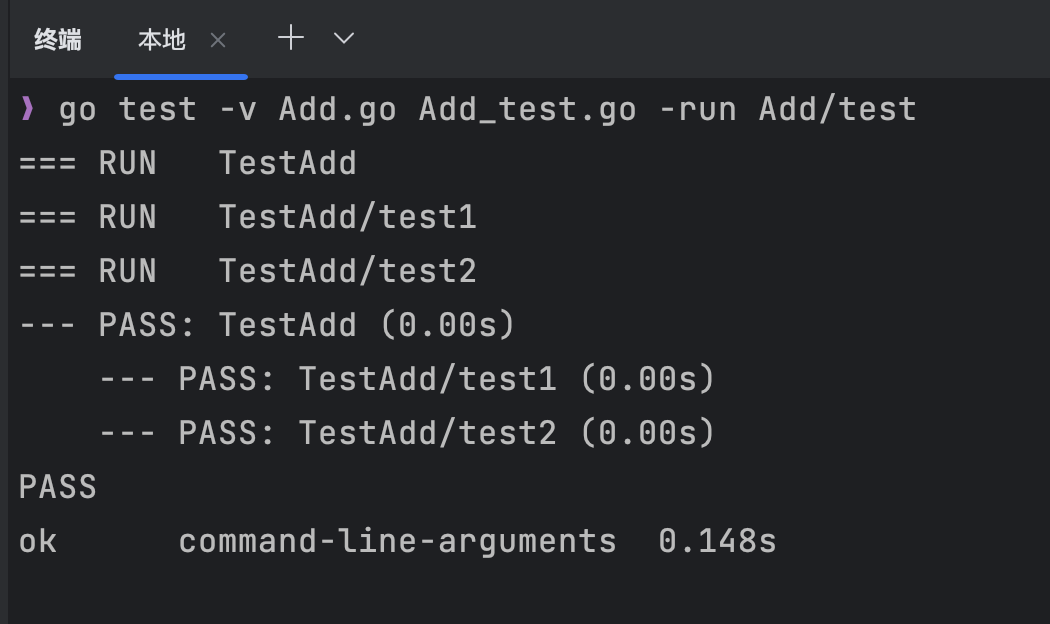 终端 本地
❯ go test -v Add.go Add_test.go -run Add/test
=== RUN   TestAdd
=== RUN   TestAdd/test1
=== RUN   TestAdd/test2
--- PASS: TestAdd (0.00s)
    --- PASS: TestAdd/test1 (0.00s)
    --- PASS: TestAdd/test2 (0.00s)
PASS
ok      command-line-arguments  0.148s